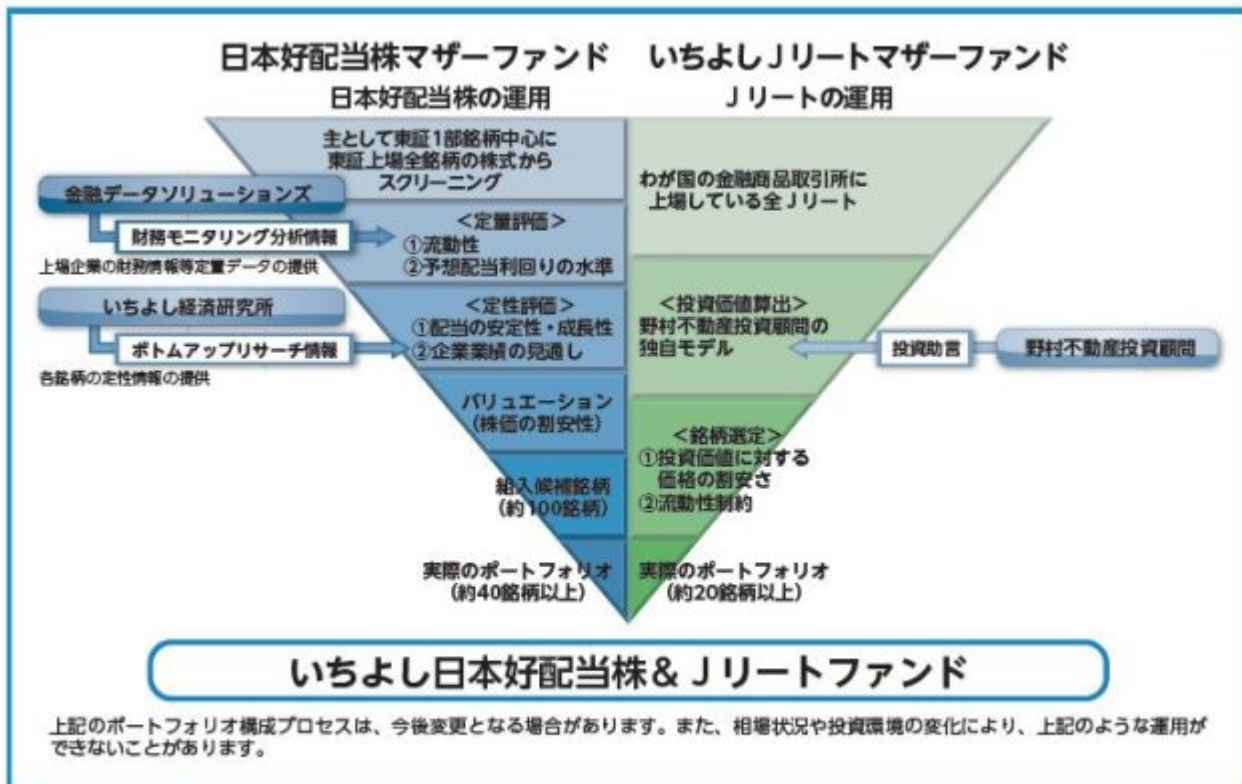 日本好配当株マザーファンド
日本好配当株の運用
いちよしJリートマザーファンド
Jリートの運用
主として東証1部銘柄中心に
東証上場全銘柄の株式から
スクリーニング
金融データソリューションズ
財務モニタリング分析情報
上場企業の財務情報等定量データの提供
<定量評価>
①流動性
②予想配当利回りの水準
いちよし経済研究所
ボトムアップリサーチ情報
各銘柄の定性情報の提供
<定性評価>
①配当の安定性・成長性
②企業業績の見通し
バリュエーション
(株価の割安性)
組入候補銘柄
(約100銘柄)
実際のポートフォリオ
(約40銘柄以上)
わが国の金融商品取引所に
上場している全Jリート
<投資価値算出>
野村不動産投資顧問の
独自モデル
投資助言
野村不動産投資顧問
<銘柄選定>
①投資価値に対する
価格の割安さ
②流動性制約
実際のポートフォリオ
(約20銘柄以上)
いちよし日本好配当株&Jリートファンド
上記のポートフォリオ構成プロセスは、今後変更となる場合があります。また、相場状況や投資環境の変化により、上記のような運用が
できないことがあります。